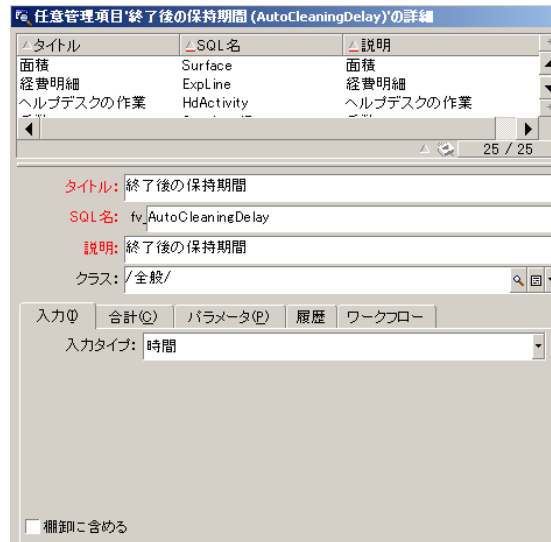 任意管理項目'終了後の保持期間 (AutoCleaningDelay)'の詳細
タイトル SQL名 説明
面積 Surface 面積
経費明細 ExpLine 経費明細
ヘルプデスクの作業 HdActivity ヘルプデスクの作業
25 / 25
タイトル: 終了後の保持期間
SQL名: fv_AutoCleaningDelay
説明: 終了後の保持期間
クラス: /全般/
入力(I) 合計(C) パラメータ(P) 履歴 ワークフロー
入力タイプ: 時間
棚卸に含める